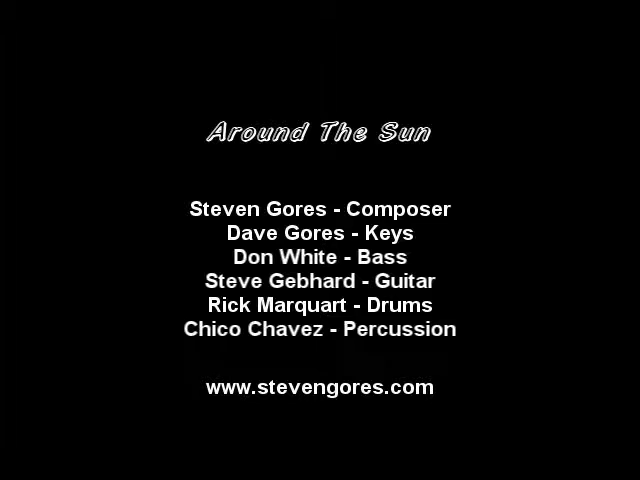 Around The Sun
Steven Gores - Composer
Dave Gores - Keys
Don White - Bass
Steve Gebhard - Guitar
Rick Marquart - Drums
Chico Chavez - Percussion
www.stevengores.com